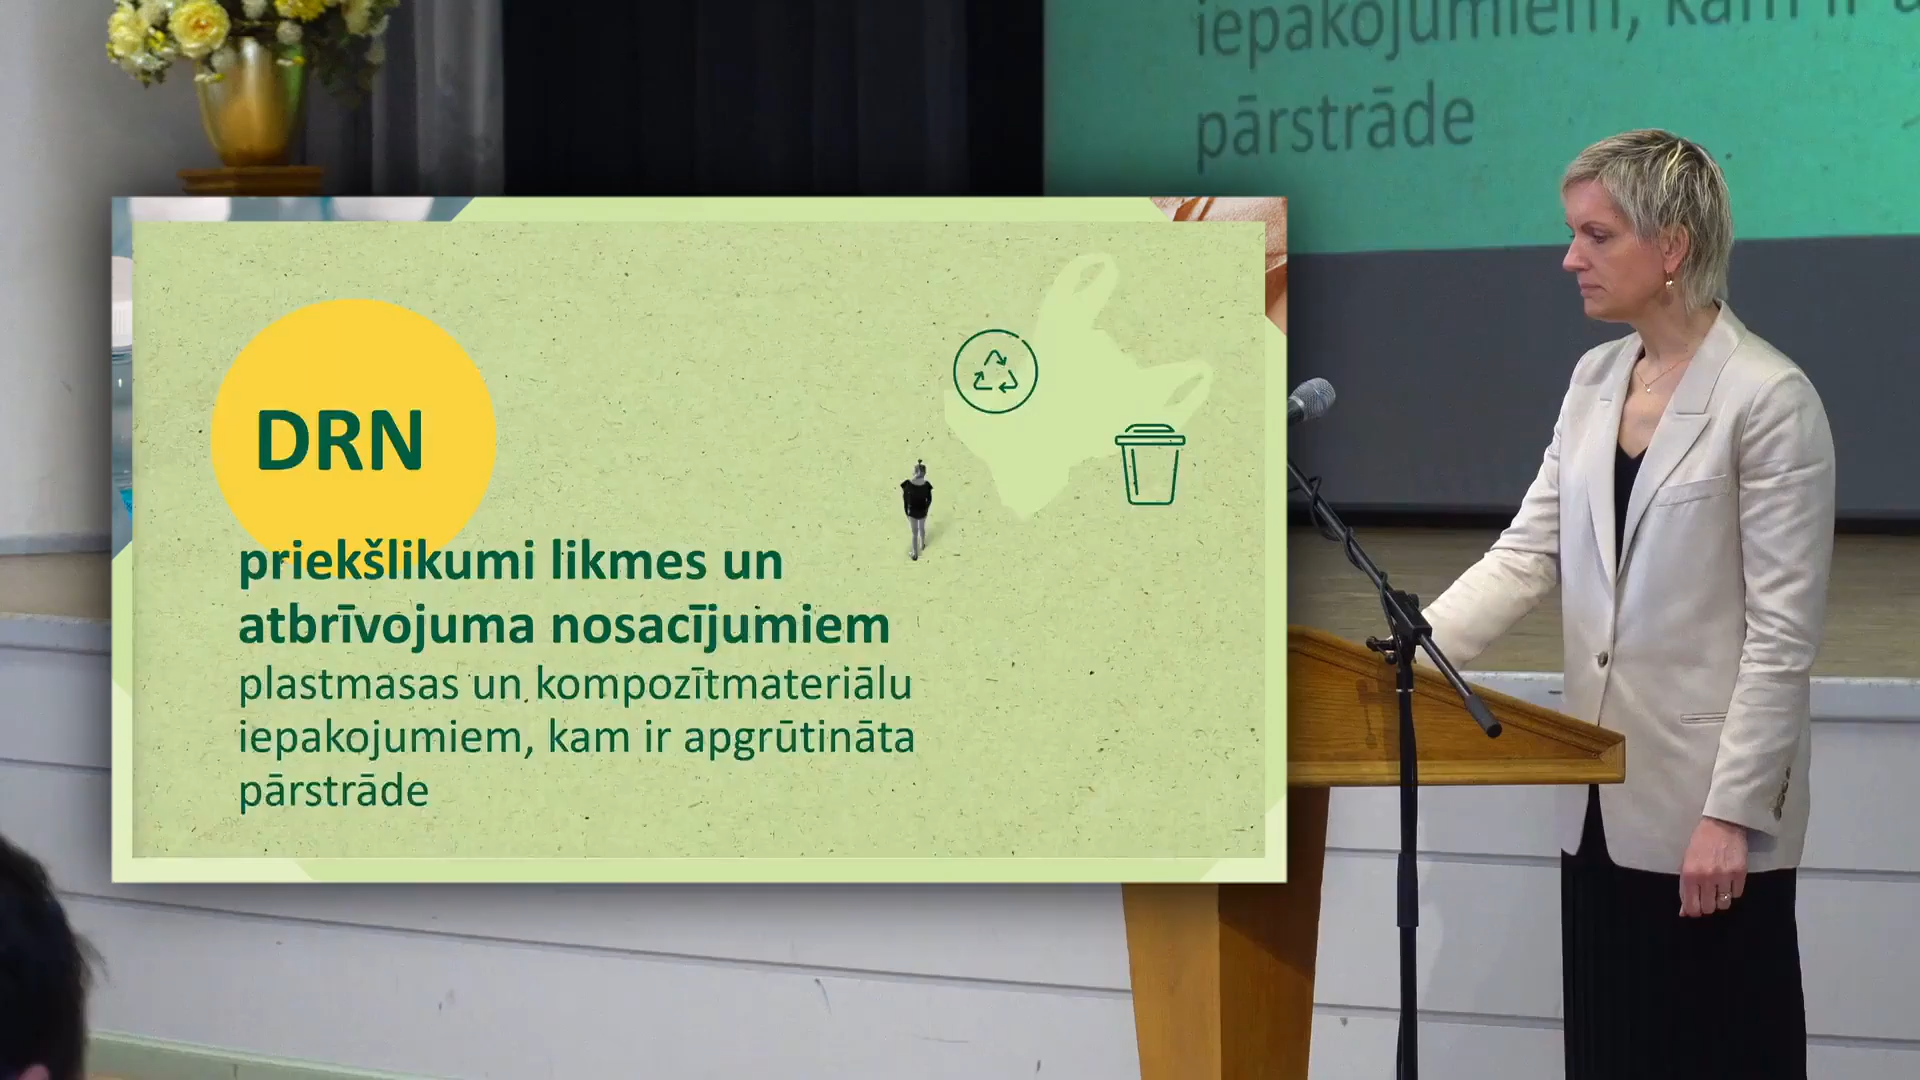 iepakojumiem, kam ir
pārstrāde
DRN
priekšlikumi likmes un
atbrīvojuma nosacījumiem
plastmasas un kompozītmateriālu
iepakojumiem, kam ir apgrūtināta
pārstrāde